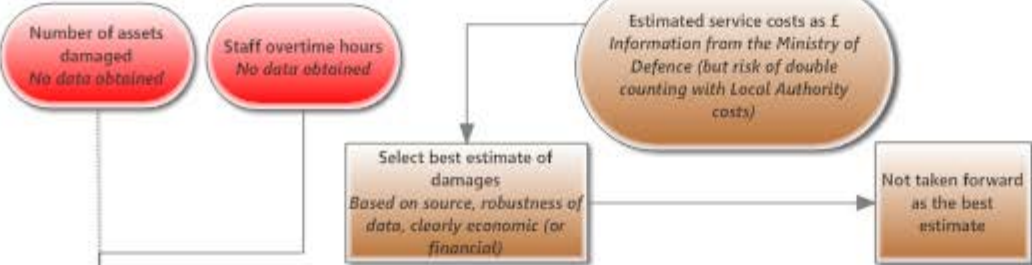 Number of assets
damaged
No data obtained
Staff overtime hours
No data obtained
Estimated service costs as £
Information from the Ministry of
Defence (but risk of double
counting with Local Authority
costs)
Select best estimate of
damages
Based on source, robustness of
data, clearly economic (or
financial)
Not taken forward
as the best
estimate